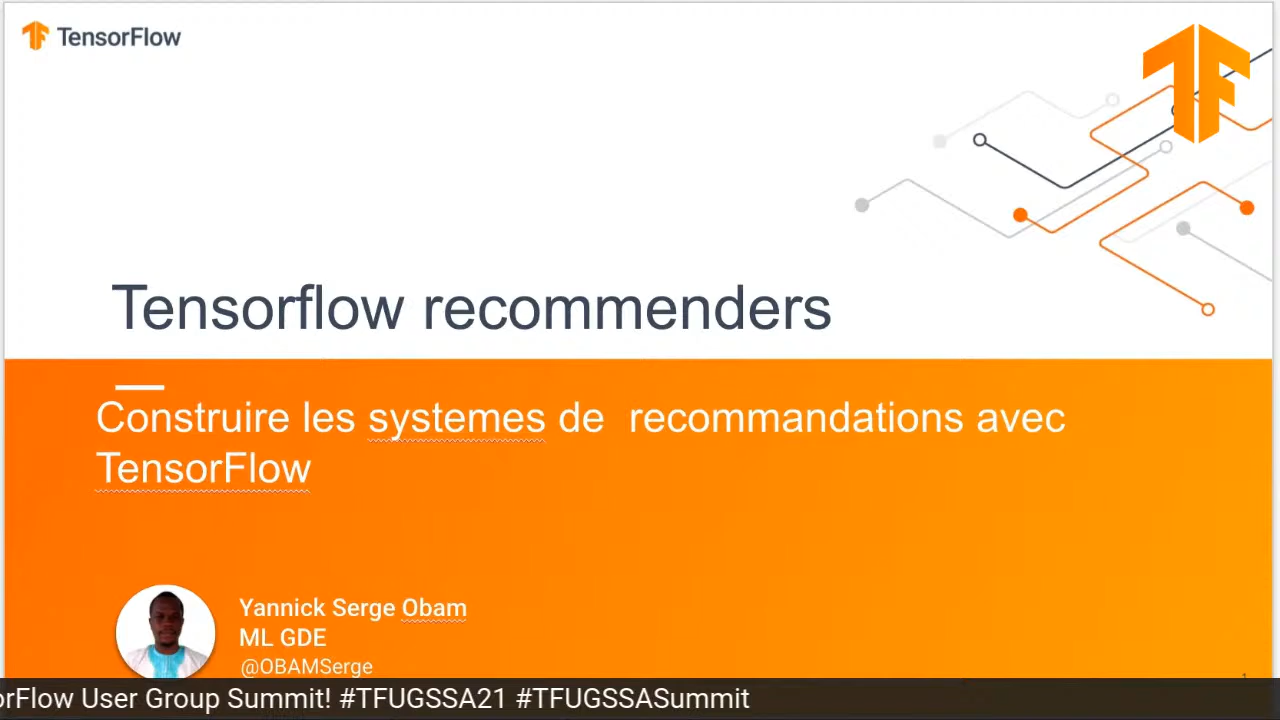 TensorFlow
Tensorflow recommenders
Construire les systemes de recommandations avec
TensorFlow
Yannick Serge Obam
ML GDE
@OBAMSerge
1
orFlow User Group Summit! #TFUGSSA21 #TFUGSSASummit